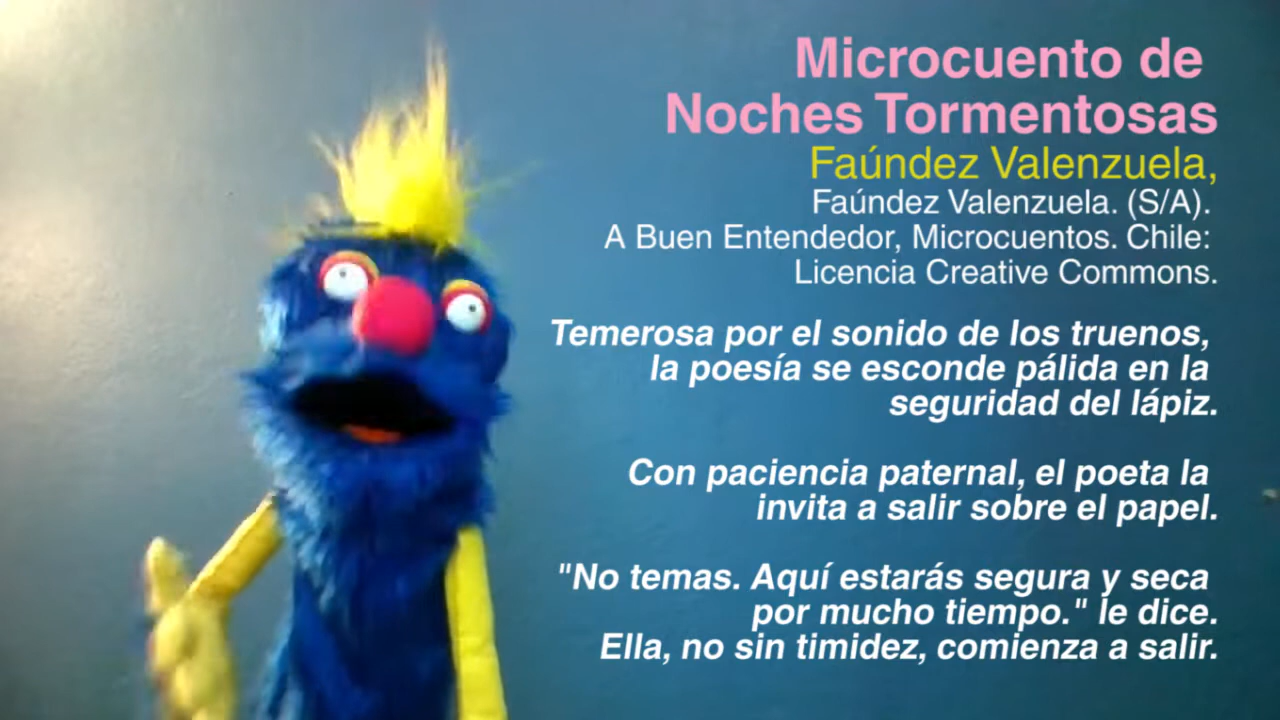 Microcuento de
Noches Tormentosas
Faúndez Valenzuela,
Faúndez Valenzuela. (S/A).
A Buen Entendedor, Microcuentos. Chile:
Licencia Creative Commons.
Temerosa por el sonido de los truenos,
la poesía se esconde pálida en la
seguridad del lápiz.
Con paciencia paternal, el poeta la
invita a salir sobre el papel.
"No temas. Aquí estarás segura y seca
por mucho tiempo." le dice.
Ella, no sin timidez, comienza a salir.